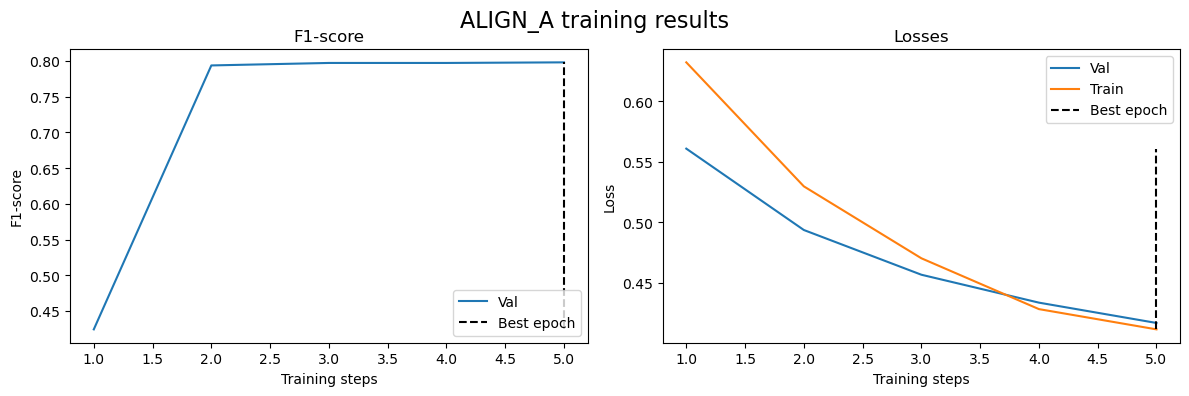 ALIGN_A training results
F1-score
F1-score
0.80
0.75
0.70
0.65
0.60
0.55
0.50
0.45
1.0 1.5 2.0 2.5 3.0 3.5 4.0 4.5 5.0
Training steps
Val
Best epoch
Losses
Loss
0.60
0.55
0.50
0.45
1.0 1.5 2.0 2.5 3.0 3.5 4.0 4.5 5.0
Training steps
Val
Train
Best epoch